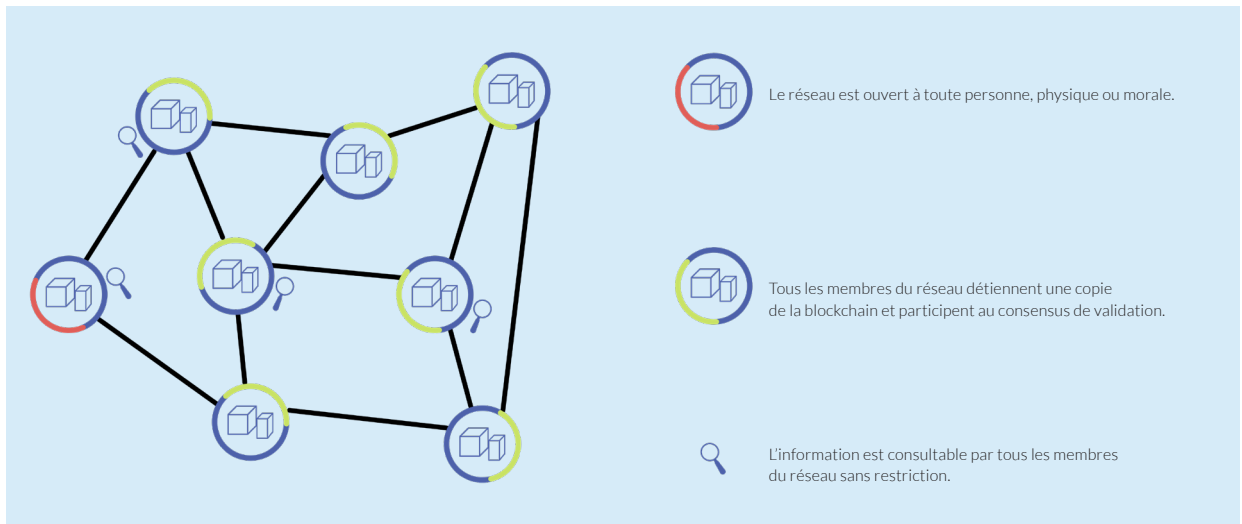 Le réseau est ouvert à toute personne, physique ou morale.
Tous les membres du réseau détiennent une copie
de la blockchain et participent au consensus de validation.
L’information est consultable par tous les membres
du réseau sans restriction.